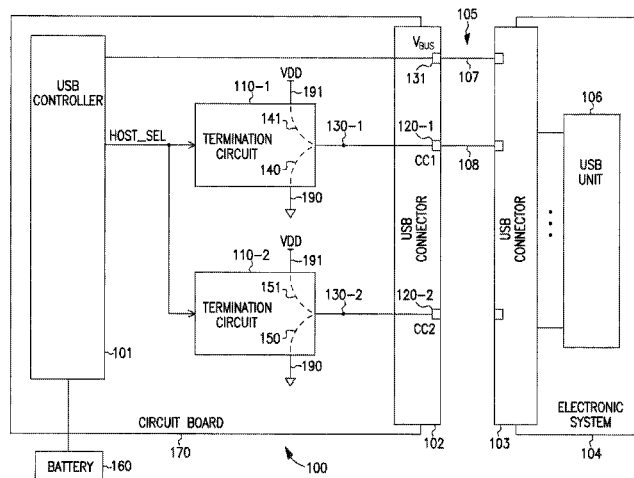 105
VBUS
USB
CONTROLLER
110-1
VDD
191
131
107
106
HOST_SEL
141
TERMINATION
CIRCUIT
140
130-1
120-1
CC1
108
USB
UNIT
190
USB
CONNECTOR
USB
CONNECTOR
110-2
VDD
191
151
TERMINATION
CIRCUIT
150
130-2
120-2
CC2
101
190
CIRCUIT BOARD
170
100
102
103
ELECTRONIC
SYSTEM
104
BATTERY
160